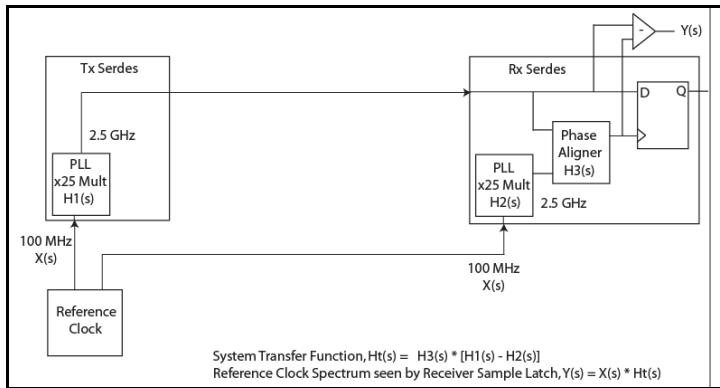 Y(s)
Tx Serdes
Rx Serdes
D
Q
2.5 GHz
PLL
x25 Mult
H1(s)
Phase
Aligner
H3(s)
PLL
x25 Mult
H2(s)
2.5 GHz
100 MHz
X(s)
100 MHz
X(s)
Reference
Clock
System Transfer Function, Ht(s) = H3(s) * [H1(s) - H2(s)]
Reference Clock Spectrum seen by Receiver Sample Latch, Y(s) = X(s) * Ht(s)